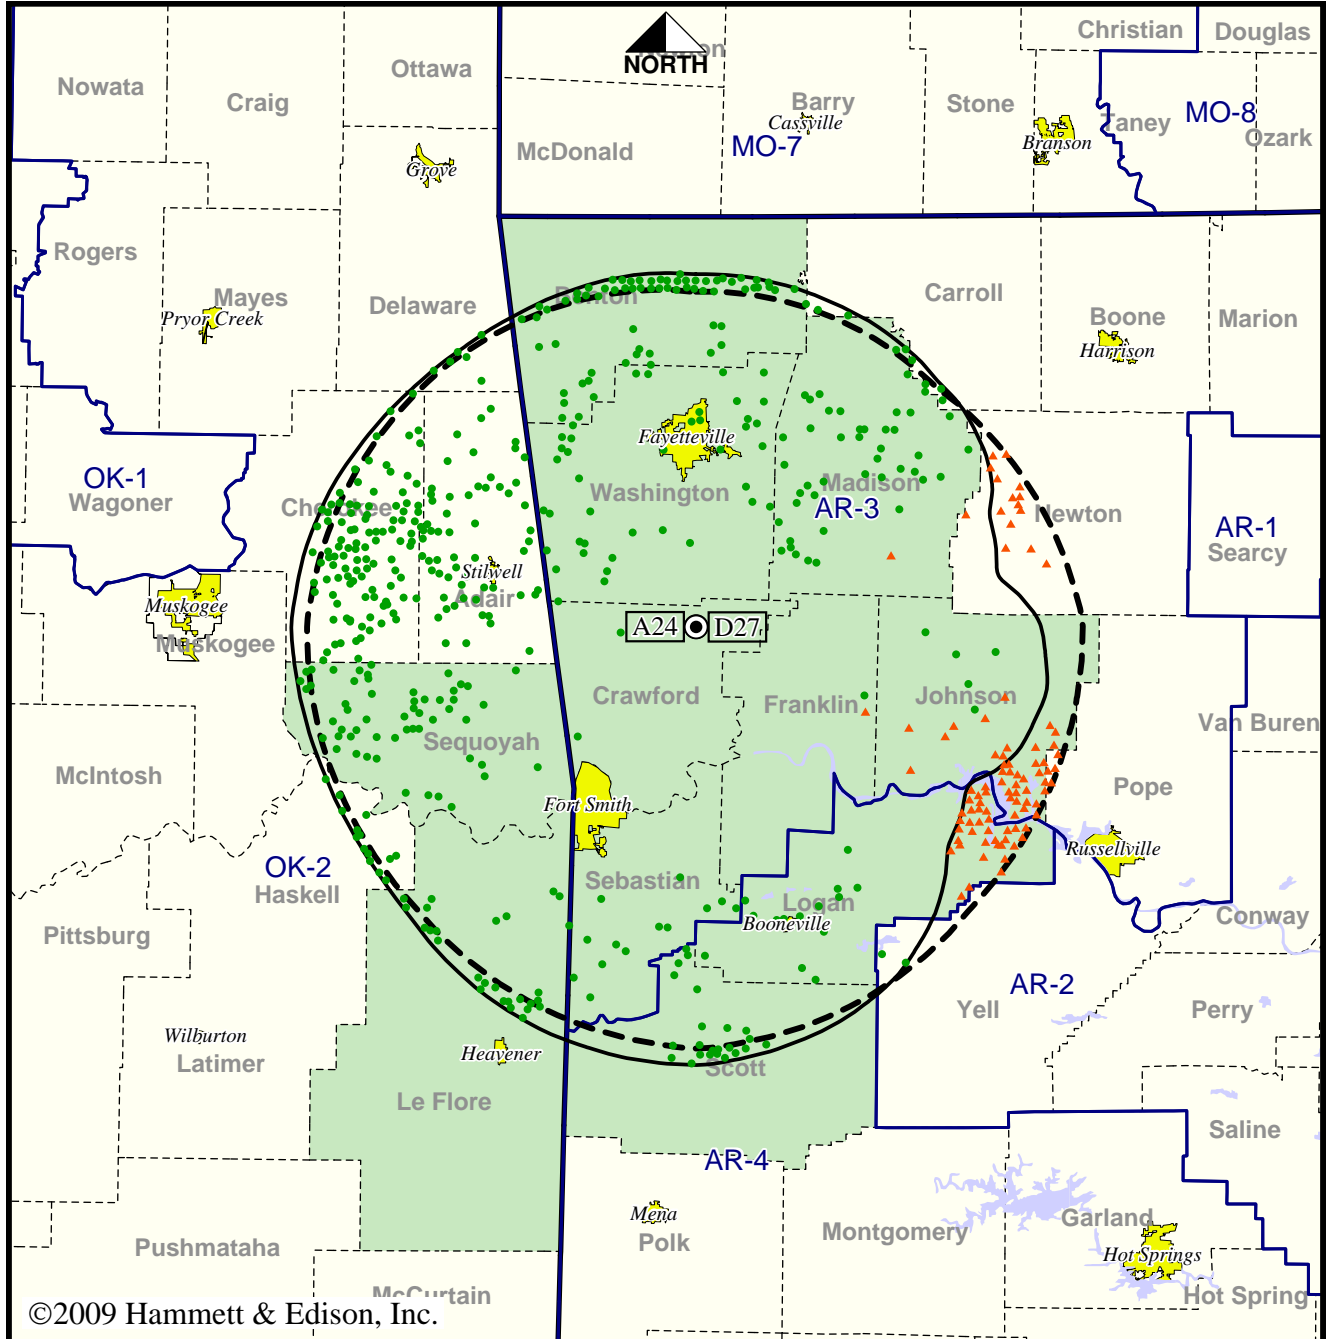 Christian
Douglas
Newton
NORTH
Ottawa
Nowata
Craig
Barry
Cassville
Stone
MO-8
Taney
Ozark
Branson
MO-7
McDonald
Grove
Rogers
Mayes
Pryor Creek
Delaware
Benton
Carroll
Boone
Harrison
Marion
Fayetteville
OK-1
Wagoner
Cherokee
Washington
Madison
AR-3
Newton
AR-1
Searcy
Stilwell
Adair
Muskogee
Muskogee
A24
D27
Crawford
Franklin
Johnson
Van Buren
Sequoyah
McIntosh
Pope
Fort Smith
Russellville
OK-2
Haskell
Sebastian
Logan
Booneville
Conway
Pittsburg
AR-2
Yell
Perry
Wilburton
Latimer
Heavener
Scott
Le Flore
Saline
AR-4
Mena
Polk
Montgomery
Garland
Hot Springs
Pushmataha
McCurtain
Hot Spring
©2009 Hammett & Edison, Inc.